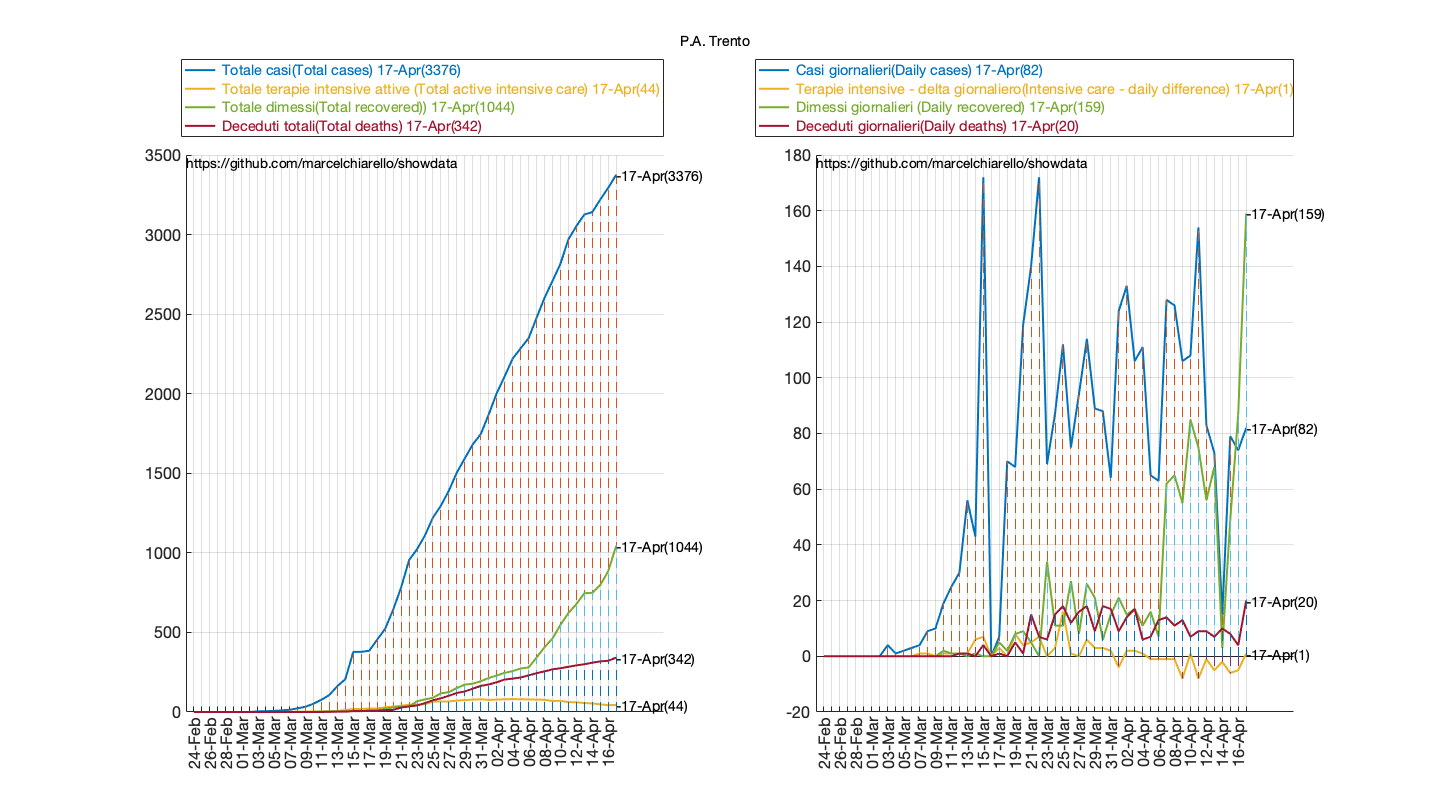 P.A. Trento
Totale casi(Total cases) 17-Apr(3376)
Totale terapie intensive attive (Total active intensive care) 17-Apr(44)
Totale dimessi(Total recovered)) 17-Apr(1044)
Deceduti totali(Total deaths) 17-Apr(342)
https://github.com/marcelchiarello/showdata
3500
3000
2500
2000
1500
1000
500
0
17-Apr(3376)
17-Apr(1044)
17-Apr(342)
17-Apr(44)
24-Feb
26-Feb
28-Feb
01-Mar
03-Mar
05-Mar
07-Mar
09-Mar
11-Mar
13-Mar
15-Mar
17-Mar
19-Mar
21-Mar
23-Mar
25-Mar
27-Mar
29-Mar
31-Mar
02-Apr
04-Apr
06-Apr
08-Apr
10-Apr
12-Apr
14-Apr
16-Apr
Casi giornalieri(Daily cases) 17-Apr(82)
Terapie intensive - delta giornaliero(Intensive care - daily difference) 17-Apr(1)
Dimessi giornalieri (Daily recovered) 17-Apr(159)
Deceduti giornalieri(Daily deaths) 17-Apr(20)
https://github.com/marcelchiarello/showdata
180
160
140
120
100
80
60
40
20
0
-20
17-Apr(159)
17-Apr(82)
17-Apr(20)
17-Apr(1)
24-Feb
26-Feb
28-Feb
01-Mar
03-Mar
05-Mar
07-Mar
09-Mar
11-Mar
13-Mar
15-Mar
17-Mar
19-Mar
21-Mar
23-Mar
25-Mar
27-Mar
29-Mar
31-Mar
02-Apr
04-Apr
06-Apr
08-Apr
10-Apr
12-Apr
14-Apr
16-Apr